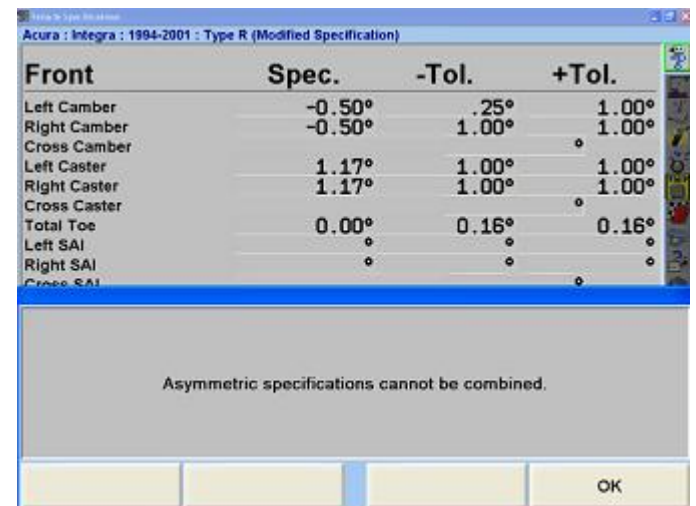 Acura : Integra : 1994-2001 : Type R (Modified Specification)
Front Spec. -Tol. +Tol.
Left Camber -0.50° .25° 1.00°
Right Camber -0.50° 1.00° 1.00°
Cross Camber °
Left Caster 1.17° 1.00° 1.00°
Right Caster 1.17° 1.00° 1.00°
Cross Caster °
Total Toe 0.00° 0.16° 0.16°
Left SAI ° ° °
Right SAI ° ° °
Cross SAI °
Asymmetric specifications cannot be combined.
OK